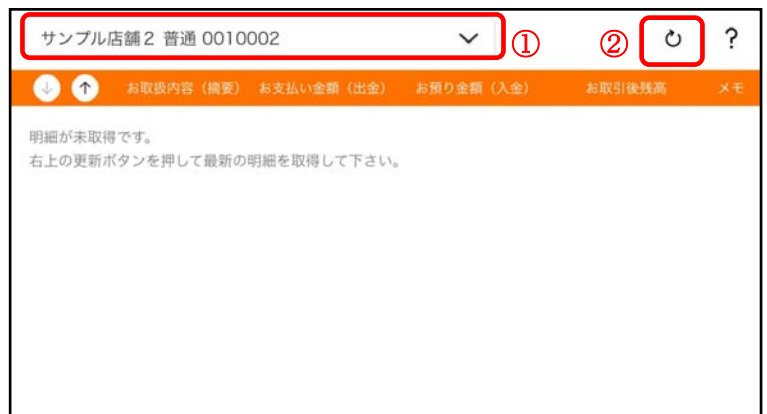 サンプル店舗2 普通 0010002
①
②
?
↓ ↑ お取扱内容（摘要） お支払い金額（出金） お預り金額（入金） お取引後残高 メモ
明細が未取得です。
右上の更新ボタンを押して最新の明細を取得して下さい。